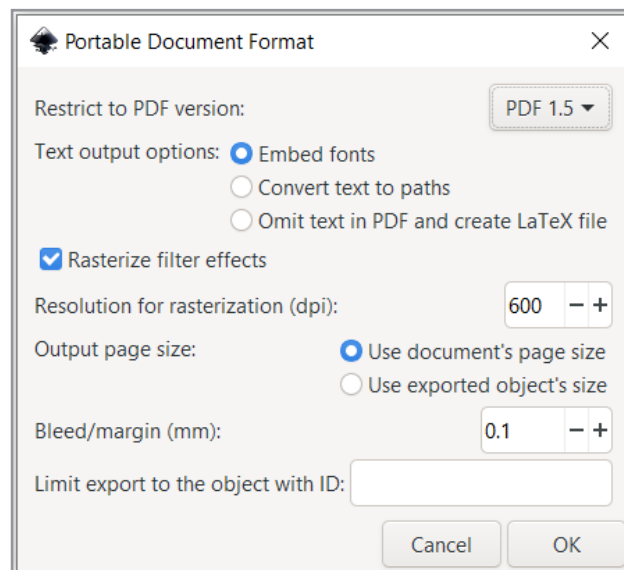 Portable Document Format
Restrict to PDF version: PDF 1.5
Text output options: Embed fonts
Convert text to paths
Omit text in PDF and create LaTeX file
Rasterize filter effects
Resolution for rasterization (dpi): 600
Output page size: Use document's page size
Use exported object's size
Bleed/margin (mm): 0.1
Limit export to the object with ID:
Cancel OK